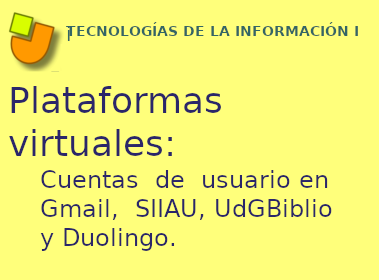 TECNOLOGÍAS DE LA INFORMACIÓN I
Plataformas
virtuales:
Cuentas de usuario en
Gmail, SIIAU, UdGBiblio
y Duolingo.